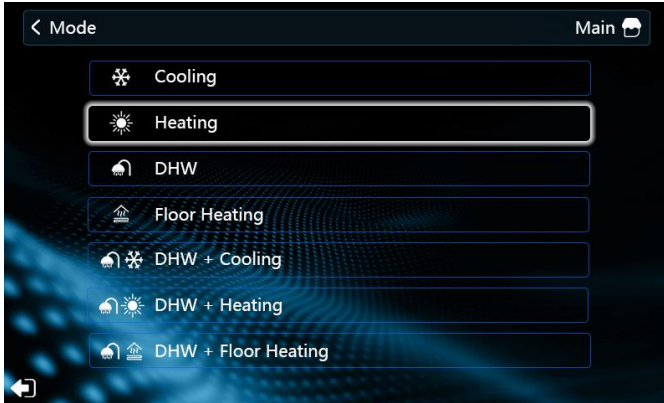 Mode
Main
Cooling
Heating
DHW
Floor Heating
DHW + Cooling
DHW + Heating
DHW + Floor Heating